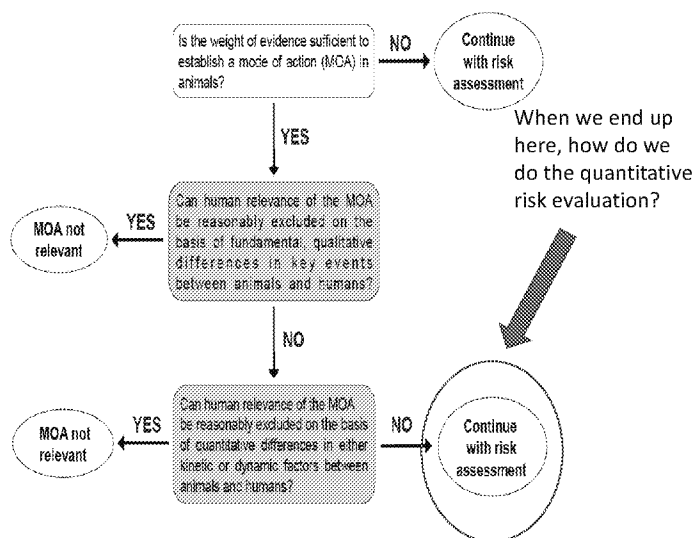 Is the weight of evidence sufficient to
establish a mode of action (MOA) in
animals?
NO
Continue
with risk
assessment
When we end up
here, how do we
do the quantitative
risk evaluation?
YES
Can human relevance of the MOA
be reasonably excluded on the
basis of fundamental, qualitative
differences in key events
between animals and humans?
YES
MOA not
relevant
NO
Can human relevance of the MOA
be reasonably excluded on the basis
of quantitative differences in either
kinetic or dynamic factors between
animals and humans?
YES
MOA not
relevant
NO
Continue
with risk
assessment